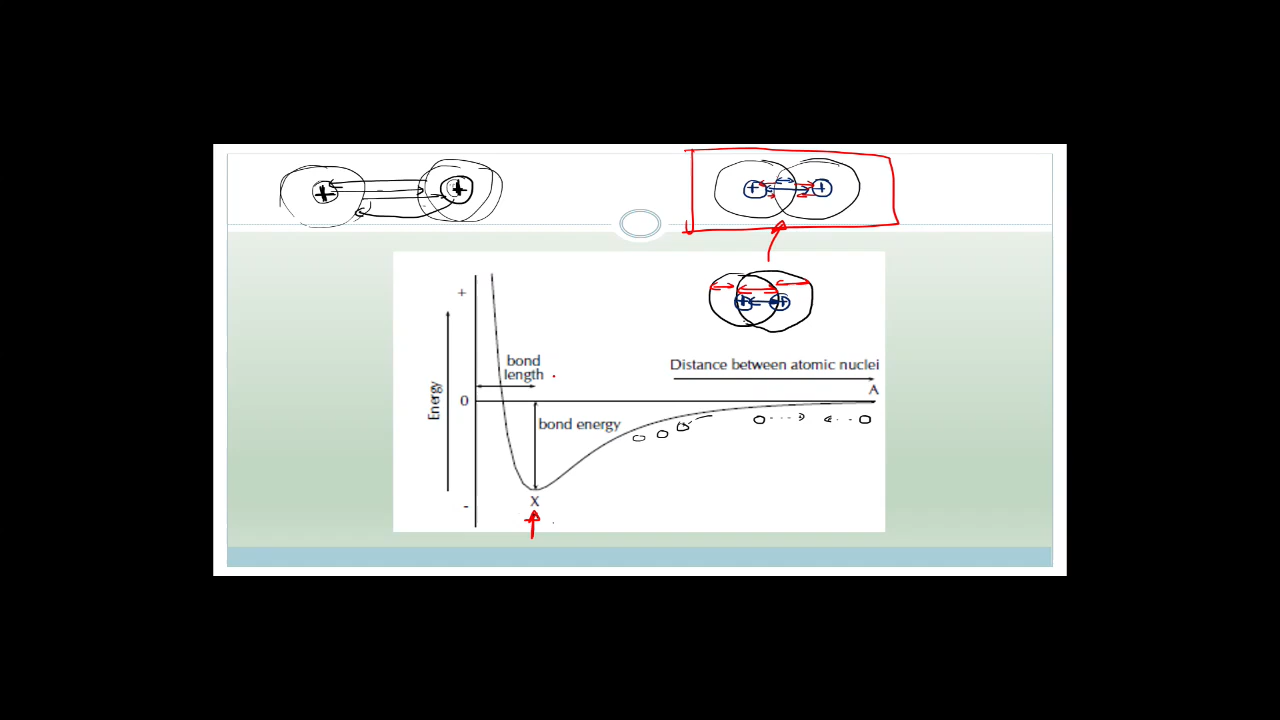 + +
+ +
+ +
+
bond
length
Distance between atomic nuclei
A
Energy
0
bond energy
X
-